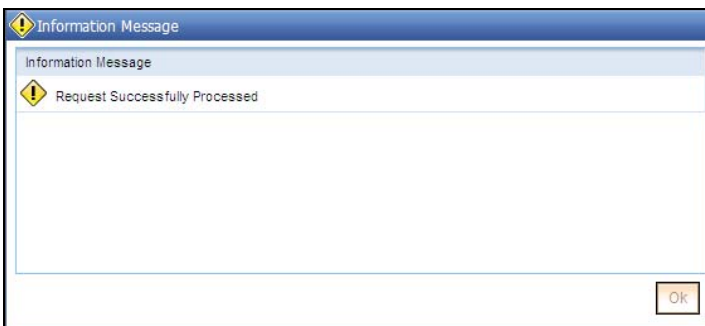 Information Message
Information Message
Request Successfully Processed
Ok